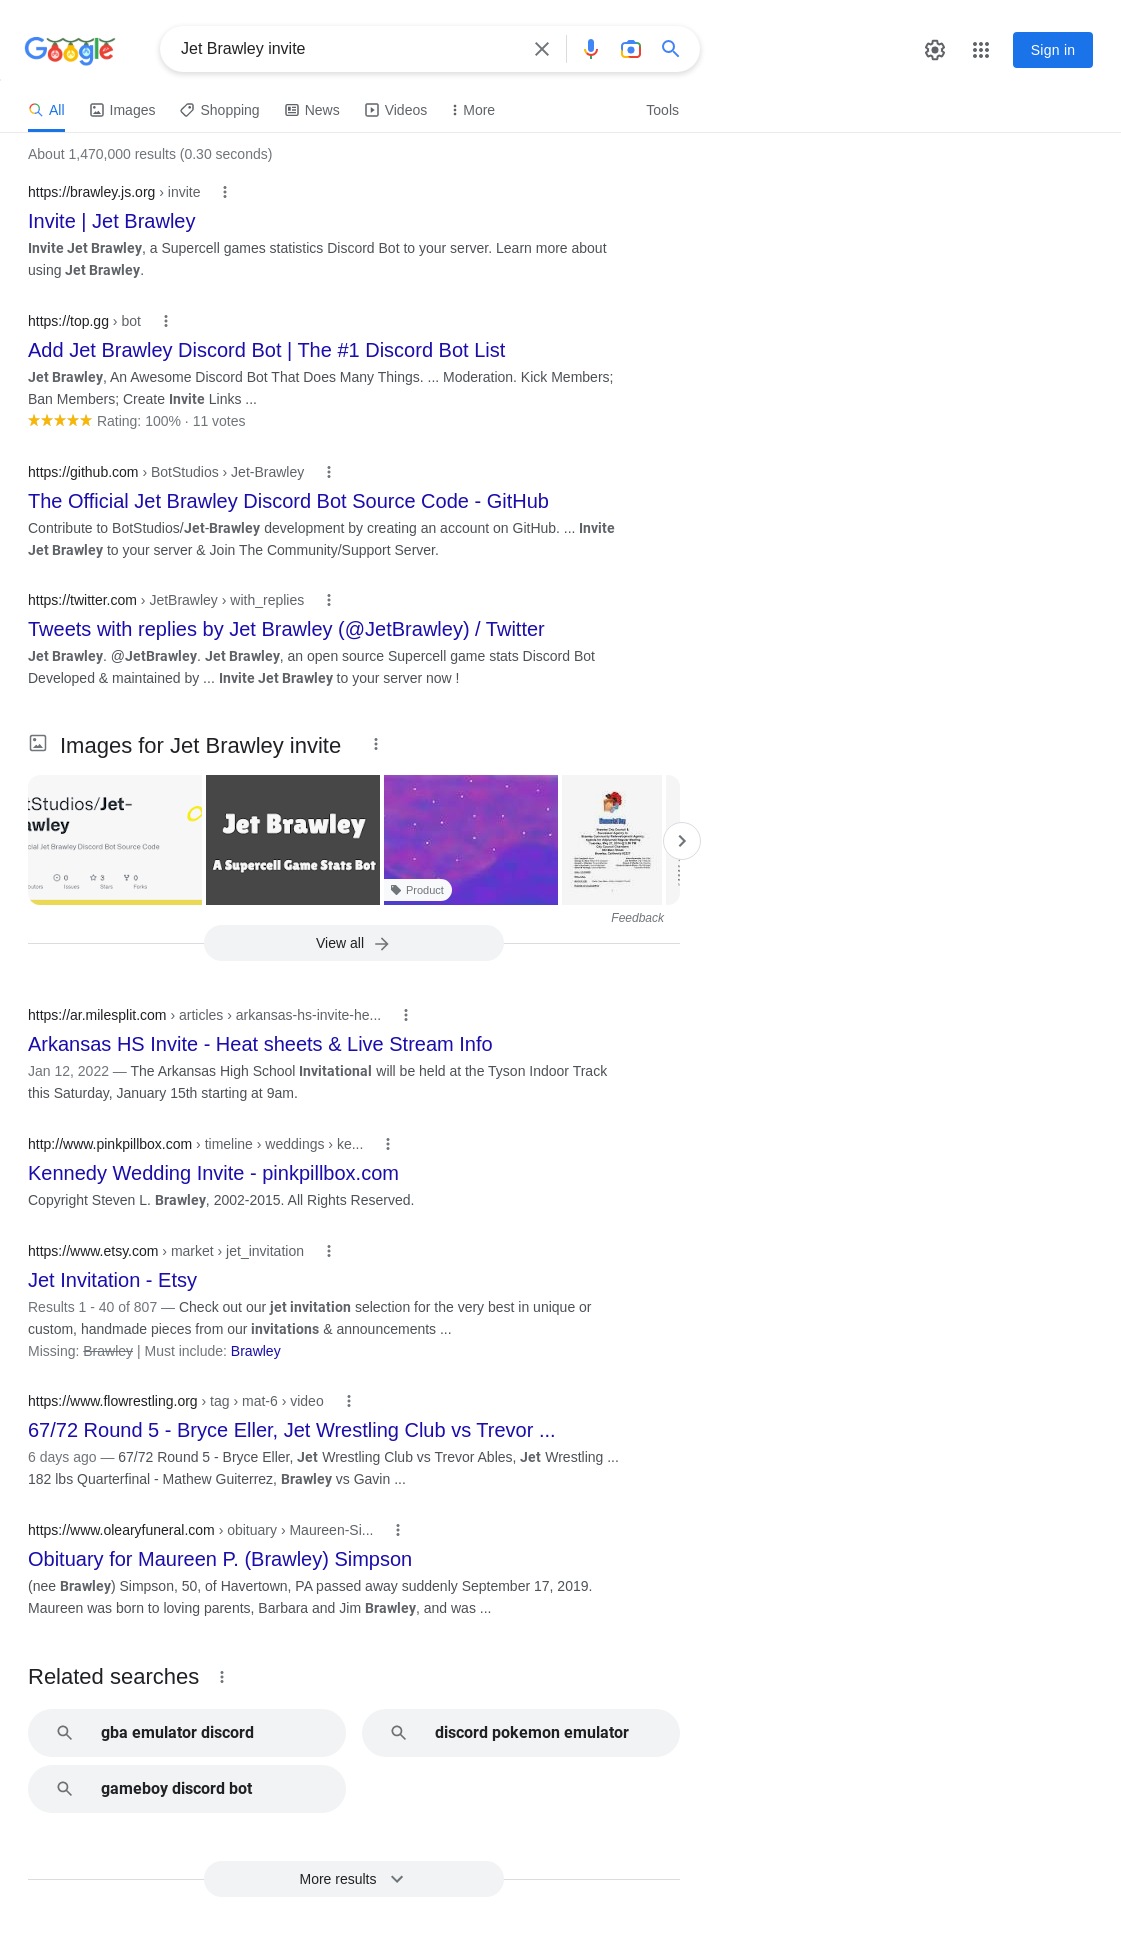 Google
Jet Brawley invite
Sign in
All
Images
Shopping
News
Videos
More
Tools
About 1,470,000 results (0.30 seconds)
https://brawley.js.org › invite
Invite | Jet Brawley
Invite Jet Brawley, a Supercell games statistics Discord Bot to your server. Learn more about
using Jet Brawley.
https://top.gg › bot
Add Jet Brawley Discord Bot | The #1 Discord Bot List
Jet Brawley, An Awesome Discord Bot That Does Many Things. ... Moderation. Kick Members;
Ban Members; Create Invite Links ...
Rating: 100% · 11 votes
https://github.com › BotStudios › Jet-Brawley
The Official Jet Brawley Discord Bot Source Code - GitHub
Contribute to BotStudios/Jet-Brawley development by creating an account on GitHub. ... Invite
Jet Brawley to your server & Join The Community/Support Server.
https://twitter.com › JetBrawley › with_replies
Tweets with replies by Jet Brawley (@JetBrawley) / Twitter
Jet Brawley. @JetBrawley. Jet Brawley, an open source Supercell game stats Discord Bot
Developed & maintained by ... Invite Jet Brawley to your server now !
Images for Jet Brawley invite
tStudios/Jet-
awley
cial Jet Brawley Discord Bot Source Code
0 3 0
Issues Stars Forks
Jet Brawley
A Supercell Game Stats Bot
Product
Memorial Day
Feedback
View all
https://ar.milesplit.com › articles › arkansas-hs-invite-he...
Arkansas HS Invite - Heat sheets & Live Stream Info
Jan 12, 2022 — The Arkansas High School Invitational will be held at the Tyson Indoor Track
this Saturday, January 15th starting at 9am.
http://www.pinkpillbox.com › timeline › weddings › ke...
Kennedy Wedding Invite - pinkpillbox.com
Copyright Steven L. Brawley, 2002-2015. All Rights Reserved.
https://www.etsy.com › market › jet_invitation
Jet Invitation - Etsy
Results 1 - 40 of 807 — Check out our jet invitation selection for the very best in unique or
custom, handmade pieces from our invitations & announcements ...
Missing: Brawley | Must include: Brawley
https://www.flowrestling.org › tag › mat-6 › video
67/72 Round 5 - Bryce Eller, Jet Wrestling Club vs Trevor ...
6 days ago — 67/72 Round 5 - Bryce Eller, Jet Wrestling Club vs Trevor Ables, Jet Wrestling ...
182 lbs Quarterfinal - Mathew Guiterrez, Brawley vs Gavin ...
https://www.olearyfuneral.com › obituary › Maureen-Si...
Obituary for Maureen P. (Brawley) Simpson
(nee Brawley) Simpson, 50, of Havertown, PA passed away suddenly September 17, 2019.
Maureen was born to loving parents, Barbara and Jim Brawley, and was ...
Related searches
gba emulator discord
discord pokemon emulator
gameboy discord bot
More results